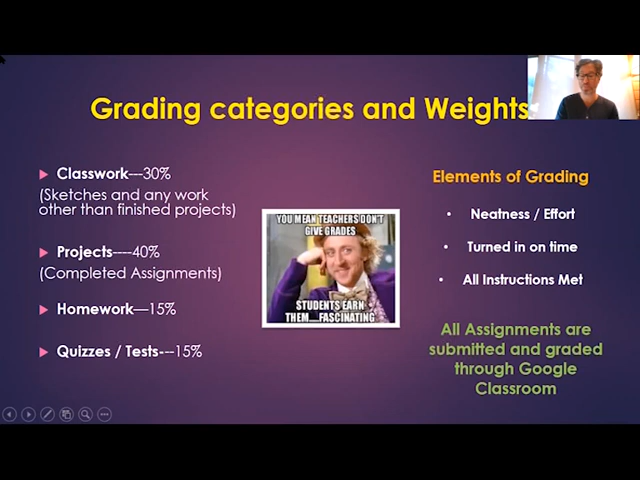 Grading categories and Weights
Classwork---30%
(Sketches and any work
other than finished projects)
Projects----40%
(Completed Assignments)
Homework—15%
Quizzes / Tests---15%
YOU MEAN TEACHERS DON'T
GIVE GRADES
STUDENTS EARN
THEM....FASCINATING
Elements of Grading
• Neatness / Effort
• Turned in on time
• All Instructions Met
All Assignments are
submitted and graded
through Google
Classroom